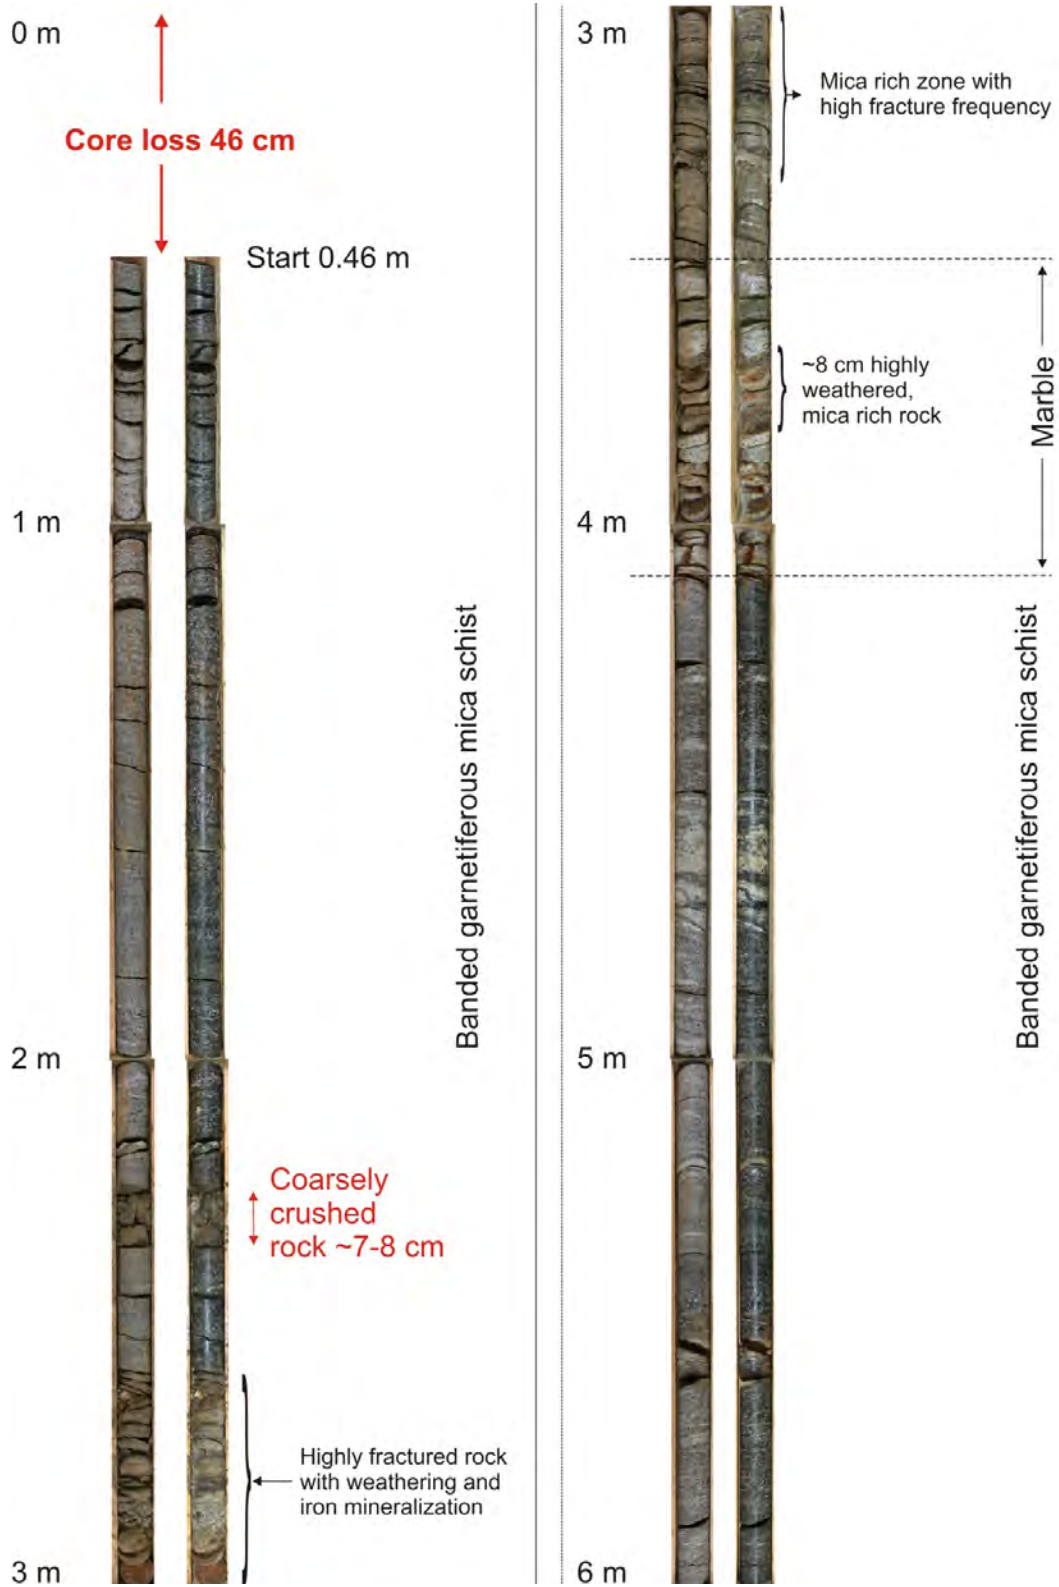 0 m
Core loss 46 cm
Start 0.46 m
1 m
Banded garnetiferous mica schist
2 m
Coarsely
crushed
rock ~7-8 cm
Highly fractured rock
with weathering and
iron mineralization
3 m
3 m
Mica rich zone with
high fracture frequency
~8 cm highly
weathered,
mica rich rock
Marble
4 m
Banded garnetiferous mica schist
5 m
6 m